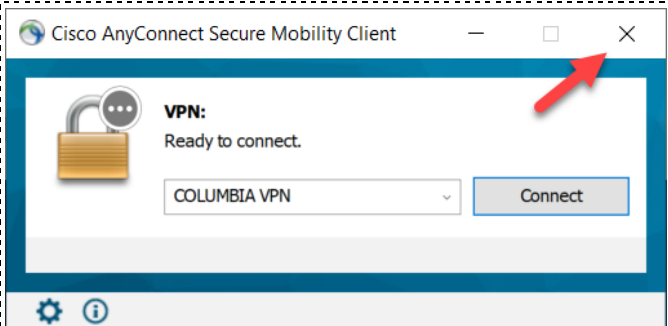 Cisco AnyConnect Secure Mobility Client
VPN:
Ready to connect.
COLUMBIA VPN
Connect